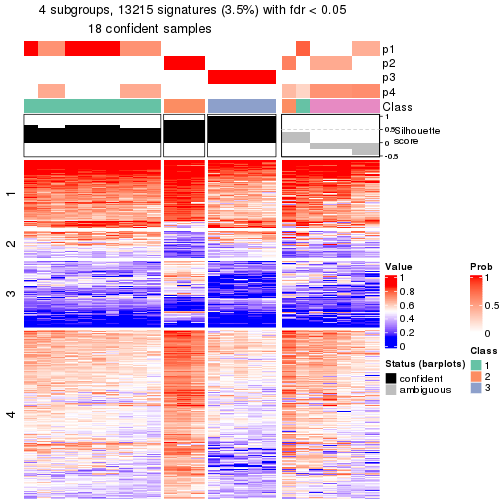 4 subgroups, 13215 signatures (3.5%) with fdr < 0.05
18 confident samples
p1
p2
p3
p4
Class
1
0.5
0
-0.5
Silhouette
score
1
2
3
4
Value
1
0.8
0.6
0.4
0.2
0
Prob
1
0.5
0
Status (barplots)
confident
ambiguous
Class
1
2
3